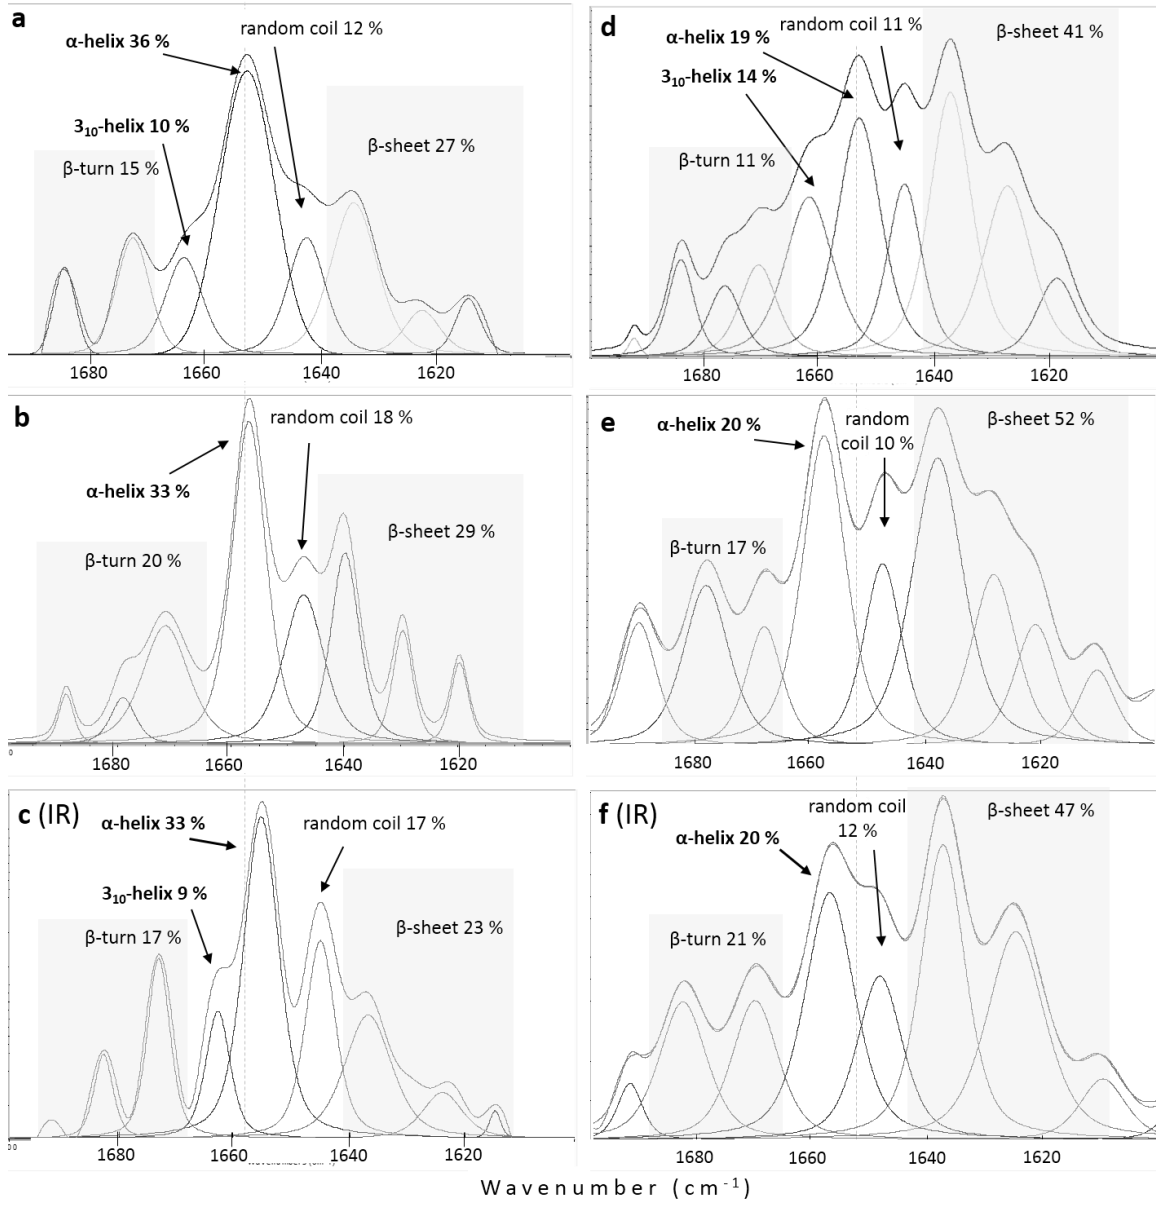 a
α-helix 36 %
random coil 12 %
3₁₀-helix 10 %
β-turn 15 %
β-sheet 27 %
1680 1660 1640 1620
d
α-helix 19 %
random coil 11 %
β-sheet 41 %
3₁₀-helix 14 %
β-turn 11 %
1680 1660 1640 1620
b
random coil 18 %
α-helix 33 %
β-turn 20 %
β-sheet 29 %
1680 1660 1640 1620
e
α-helix 20 %
random
coil 10 %
β-sheet 52 %
β-turn 17 %
1680 1660 1640 1620
c (IR)
α-helix 33 %
random coil 17 %
3₁₀-helix 9 %
β-turn 17 %
β-sheet 23 %
1680 1660 1640 1620
f (IR)
random coil
12 %
β-sheet 47 %
α-helix 20 %
β-turn 21 %
1680 1660 1640 1620
Wavenumber (cm⁻¹)